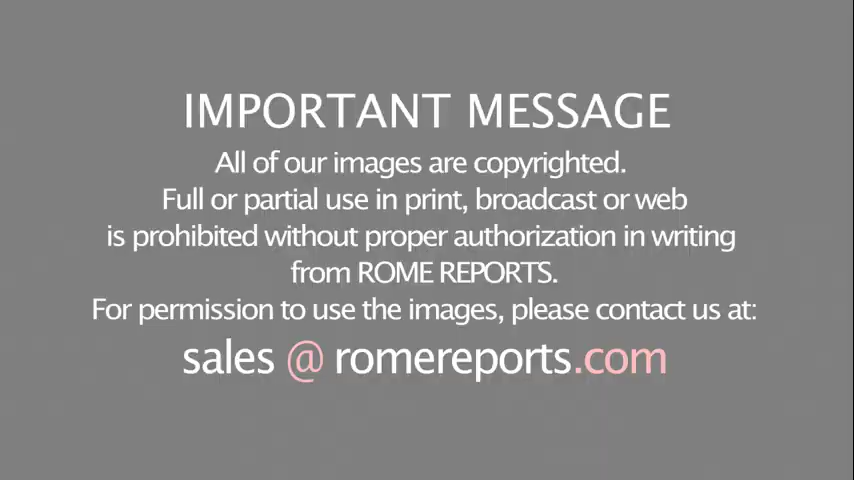 IMPORTANT MESSAGE
All of our images are copyrighted.
Full or partial use in print, broadcast or web
is prohibited without proper authorization in writing
from ROME REPORTS.
For permission to use the images, please contact us at:
sales @ romereports.com